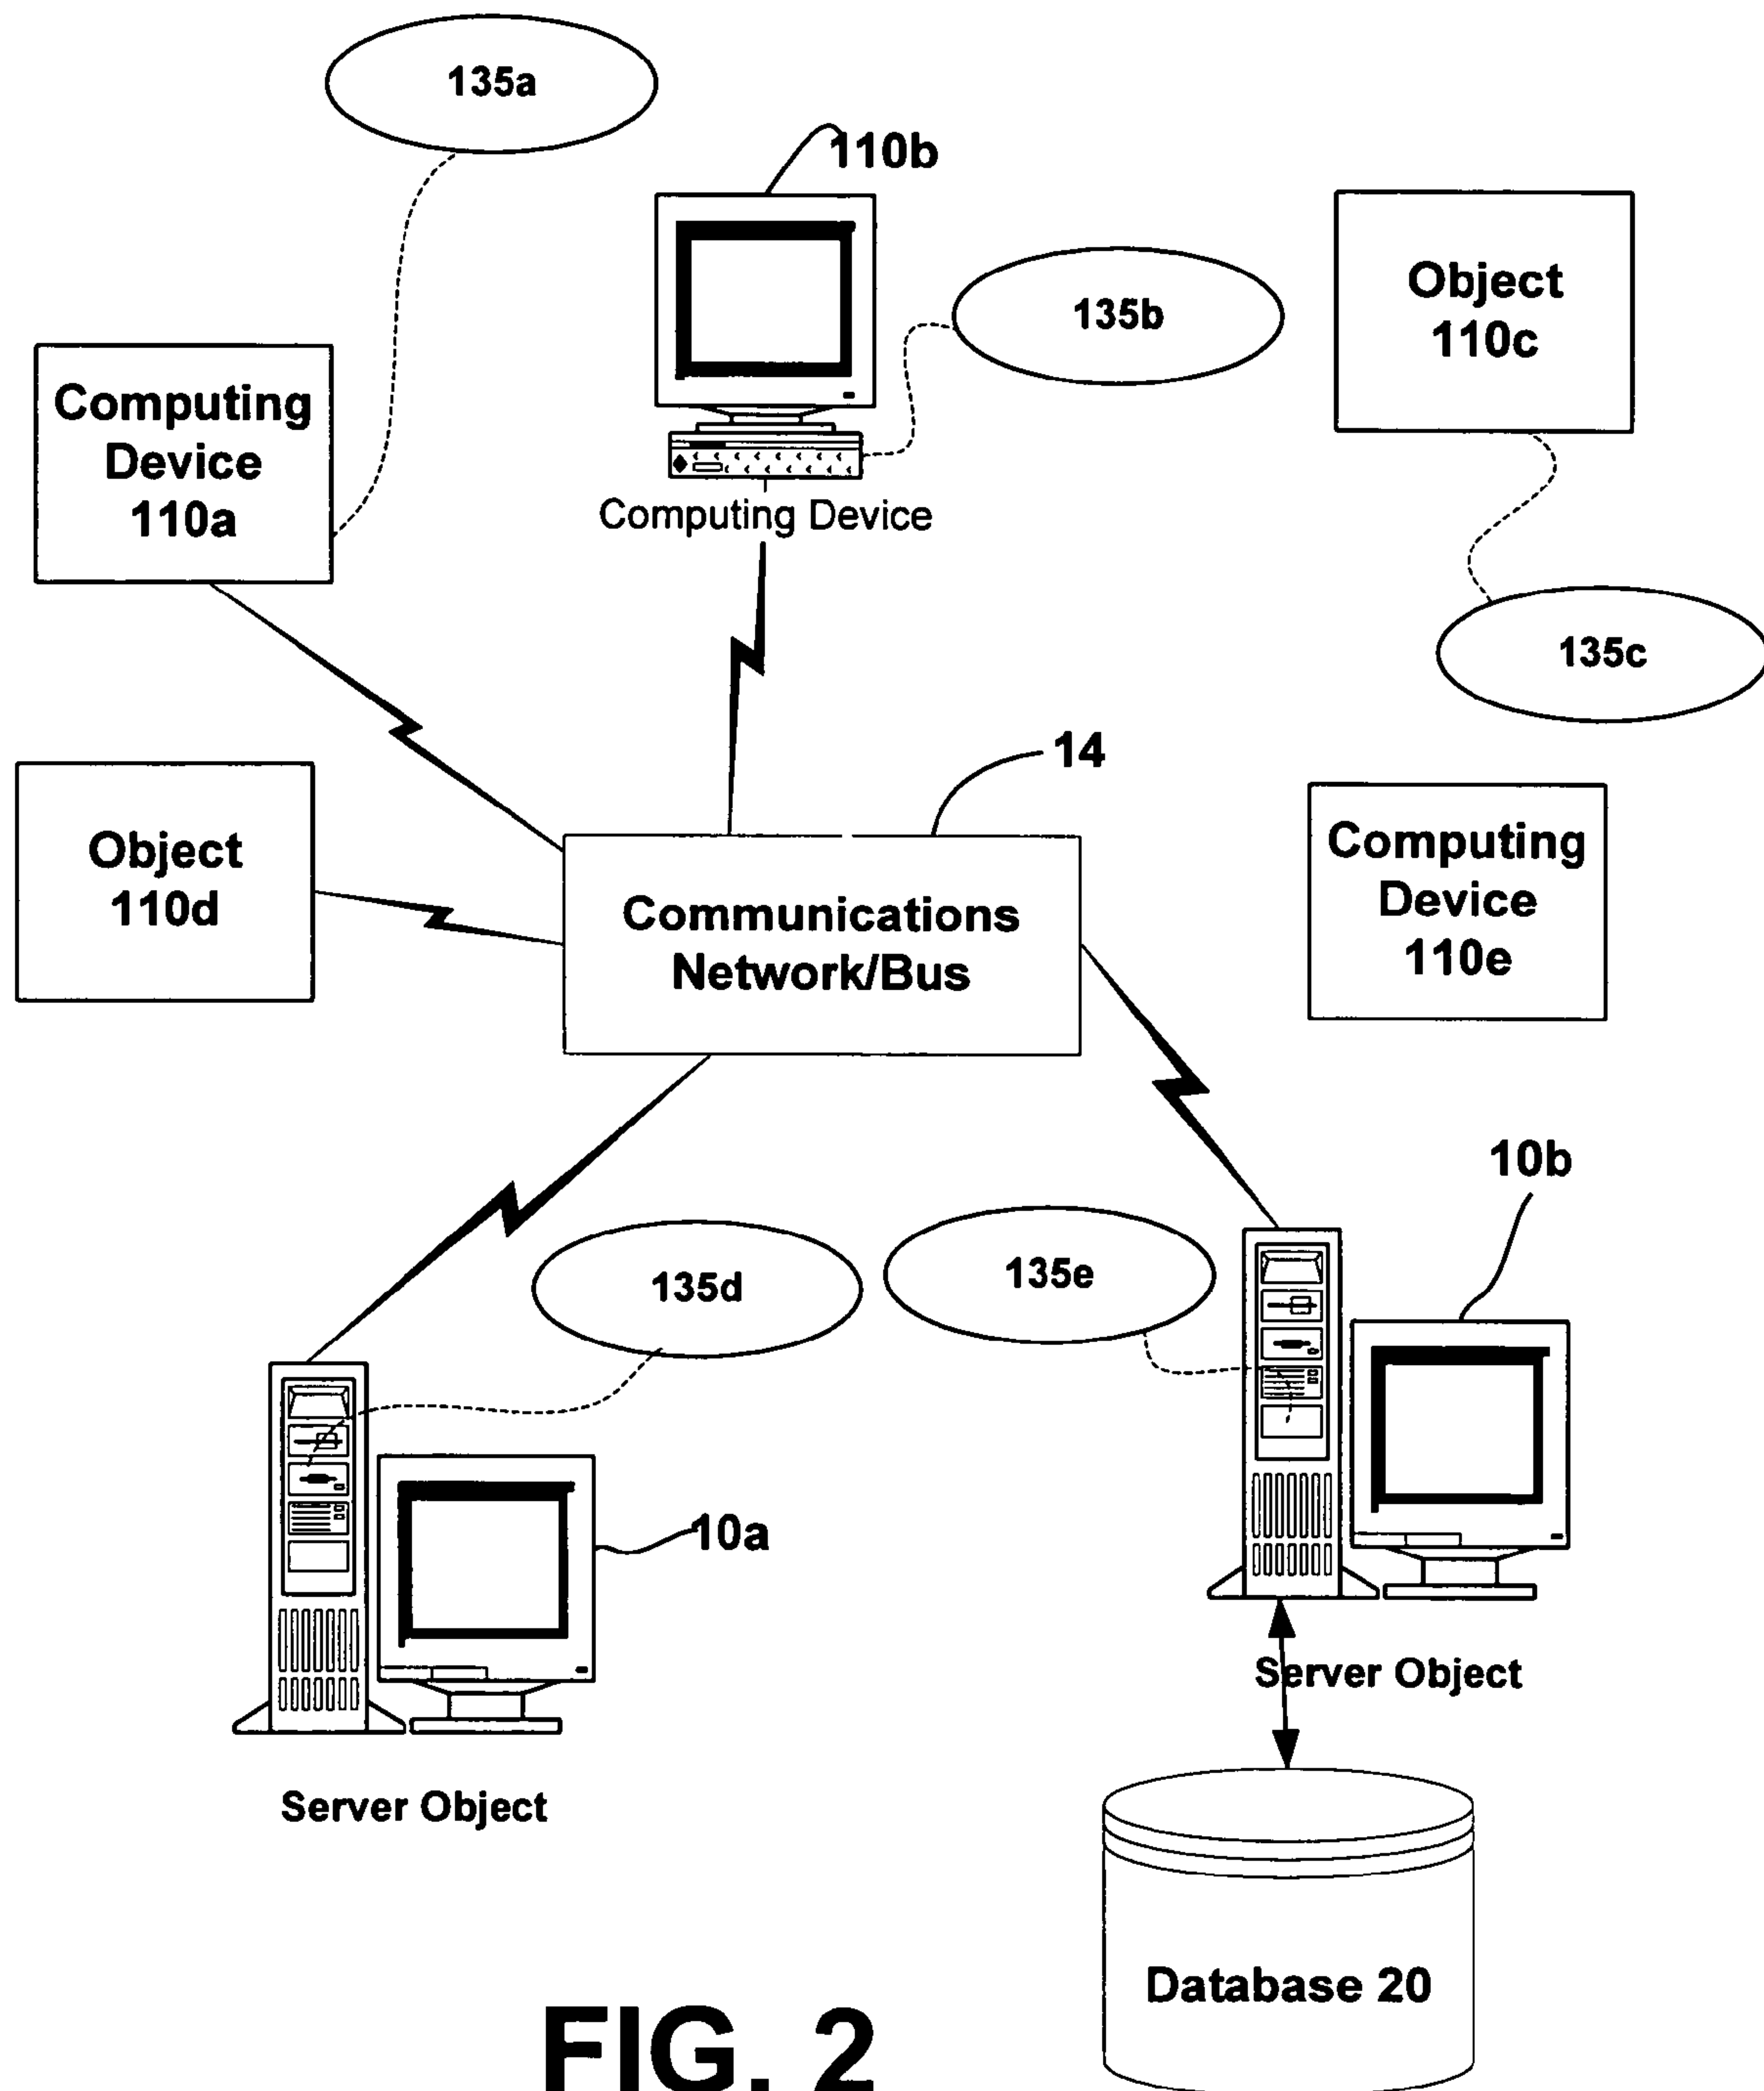 135a
110b
Object
110c
135b
Computing
Device
110a
Computing Device
135c
14
Object
110d
Communications
Network/Bus
Computing
Device
110e
10b
135d
135e
10a
Server Object
Server Object
Database 20
FIG. 2